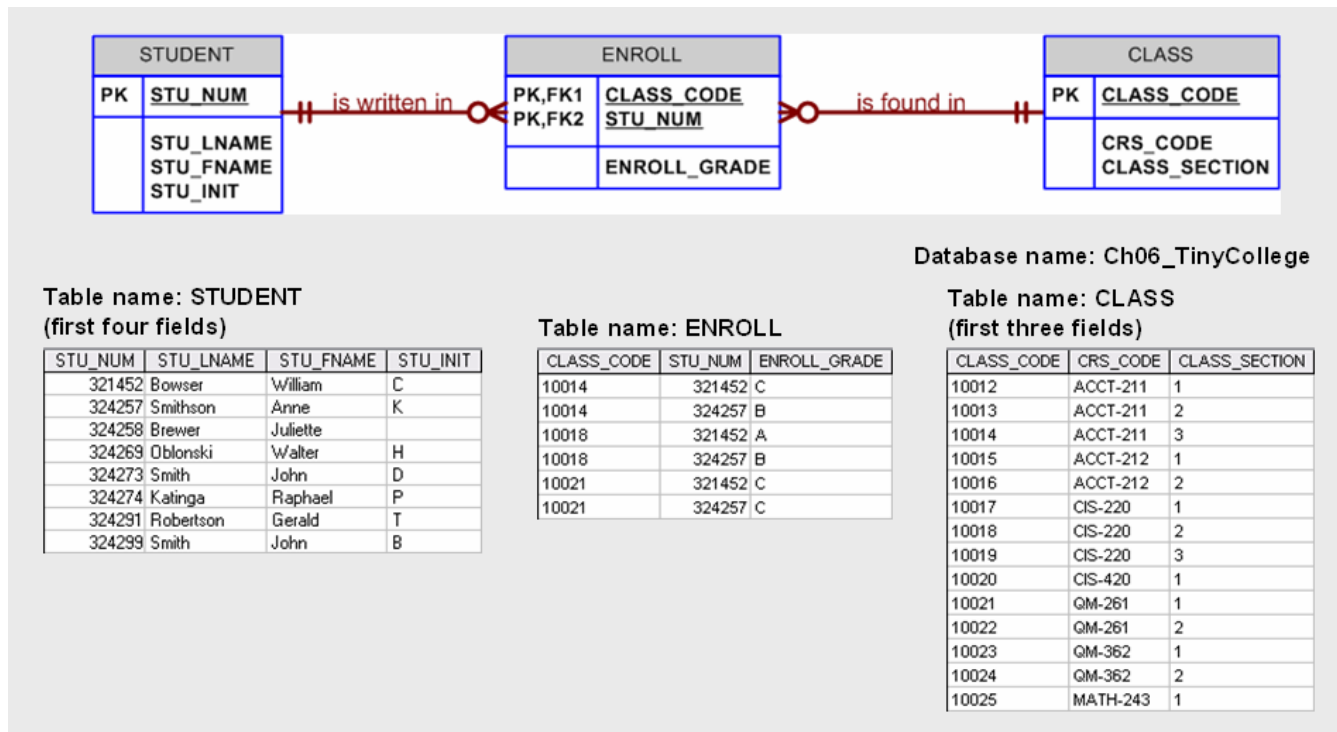 STUDENT
PK STU_NUM
STU_LNAME
STU_FNAME
STU_INIT
is written in
ENROLL
PK,FK1 CLASS_CODE
PK,FK2 STU_NUM
ENROLL_GRADE
is found in
CLASS
PK CLASS_CODE
CRS_CODE
CLASS_SECTION
Database name: Ch06_TinyCollege
Table name: STUDENT
(first four fields)
STU_NUM STU_LNAME STU_FNAME STU_INIT
321452 Bowser William C
324257 Smithson Anne K
324258 Brewer Juliette
324269 Oblonski Walter H
324273 Smith John D
324274 Katinga Raphael P
324291 Robertson Gerald T
324299 Smith John B
Table name: ENROLL
CLASS_CODE STU_NUM ENROLL_GRADE
10014 321452 C
10014 324257 B
10018 321452 A
10018 324257 B
10021 321452 C
10021 324257 C
Table name: CLASS
(first three fields)
CLASS_CODE CRS_CODE CLASS_SECTION
10012 ACCT-211 1
10013 ACCT-211 2
10014 ACCT-211 3
10015 ACCT-212 1
10016 ACCT-212 2
10017 CIS-220 1
10018 CIS-220 2
10019 CIS-220 3
10020 CIS-420 1
10021 QM-261 1
10022 QM-261 2
10023 QM-362 1
10024 QM-362 2
10025 MATH-243 1